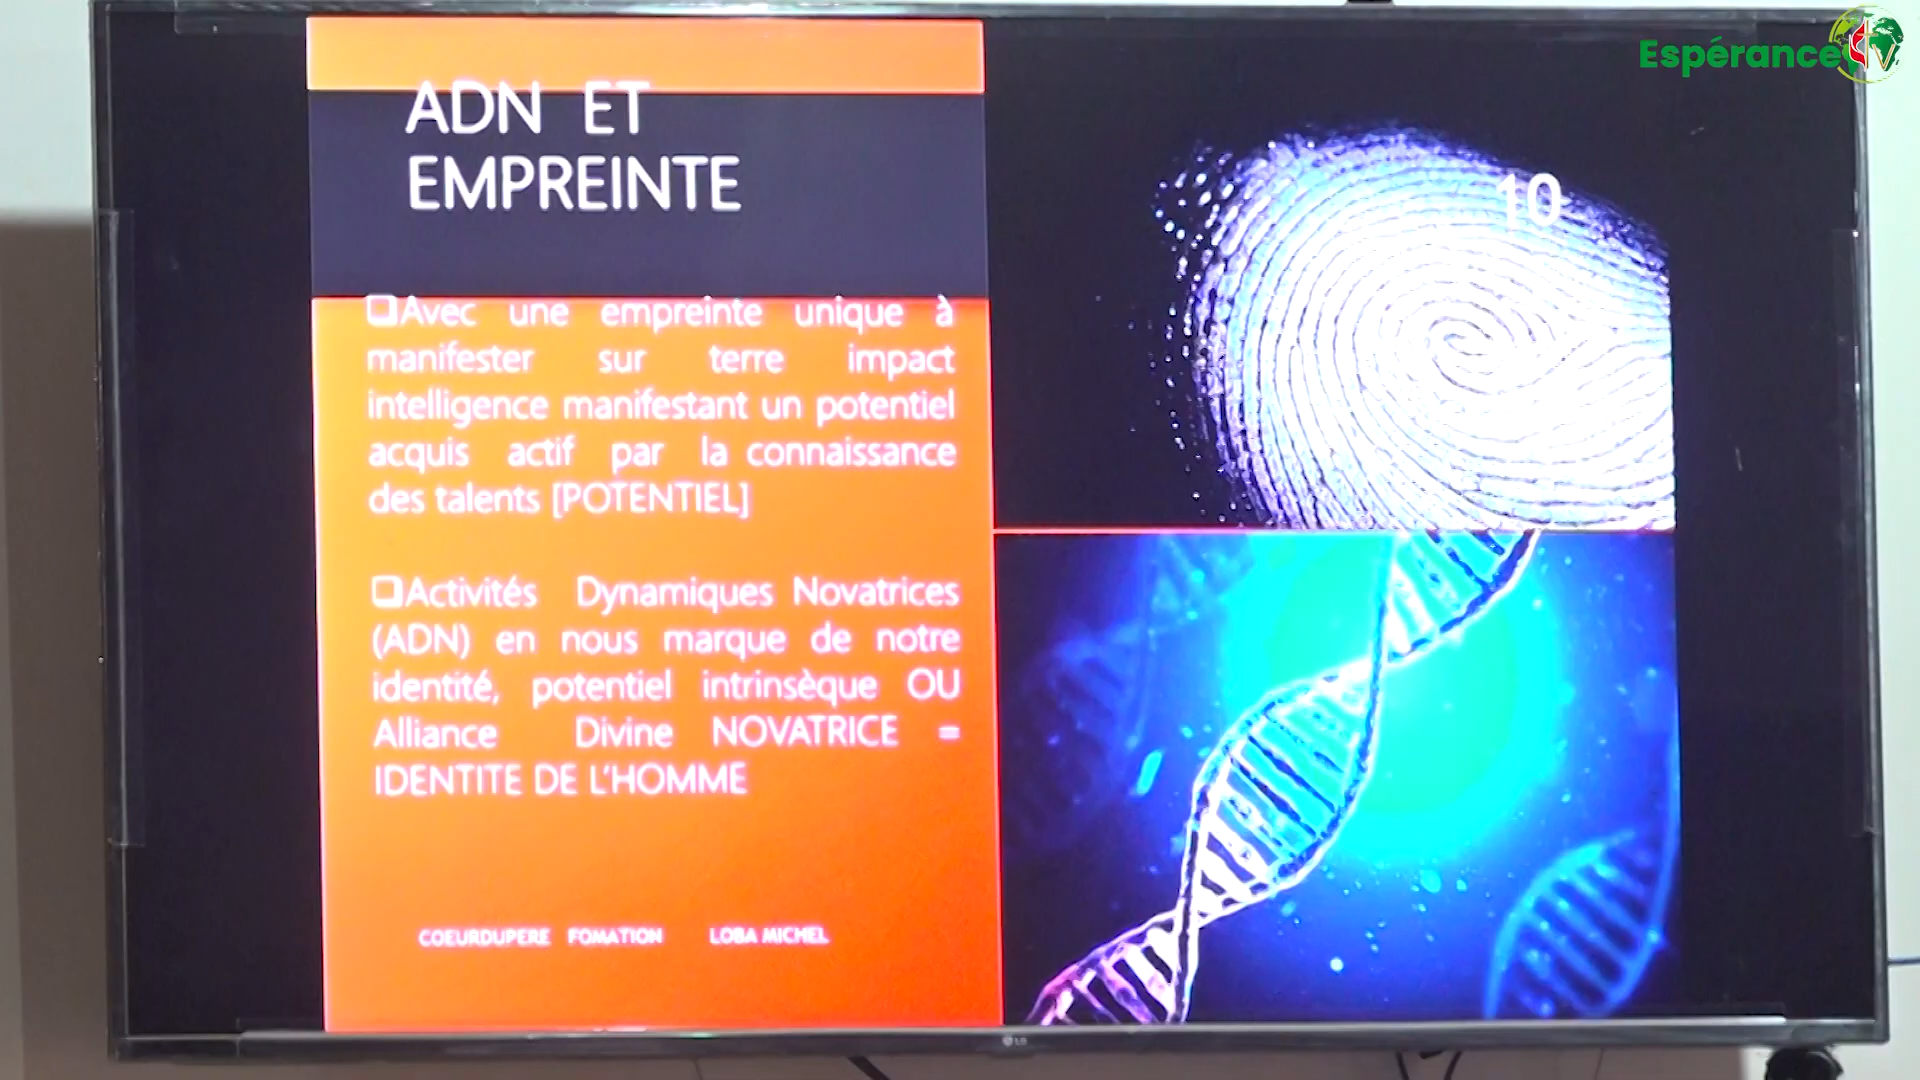 Espérance TV
ADN ET
EMPREINTE
10
❑Avec une empreinte unique à
manifester sur terre impact
intelligence manifestant un potentiel
acquis actif par la connaissance
des talents [POTENTIEL]
❑Activités Dynamiques Novatrices
(ADN) en nous marque de notre
identité, potentiel intrinsèque OU
Alliance Divine NOVATRICE =
IDENTITE DE L'HOMME
COEURDUPERE FOMATION LOBA MICHEL
LG